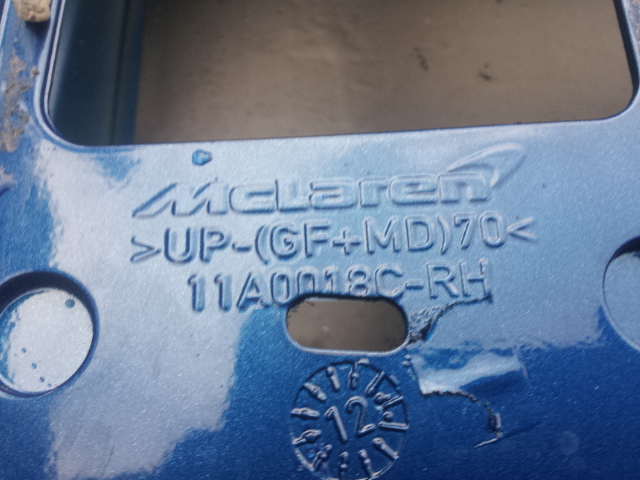 McLaren
>UP-(GF+MD)70<
11A0018C-RH
12